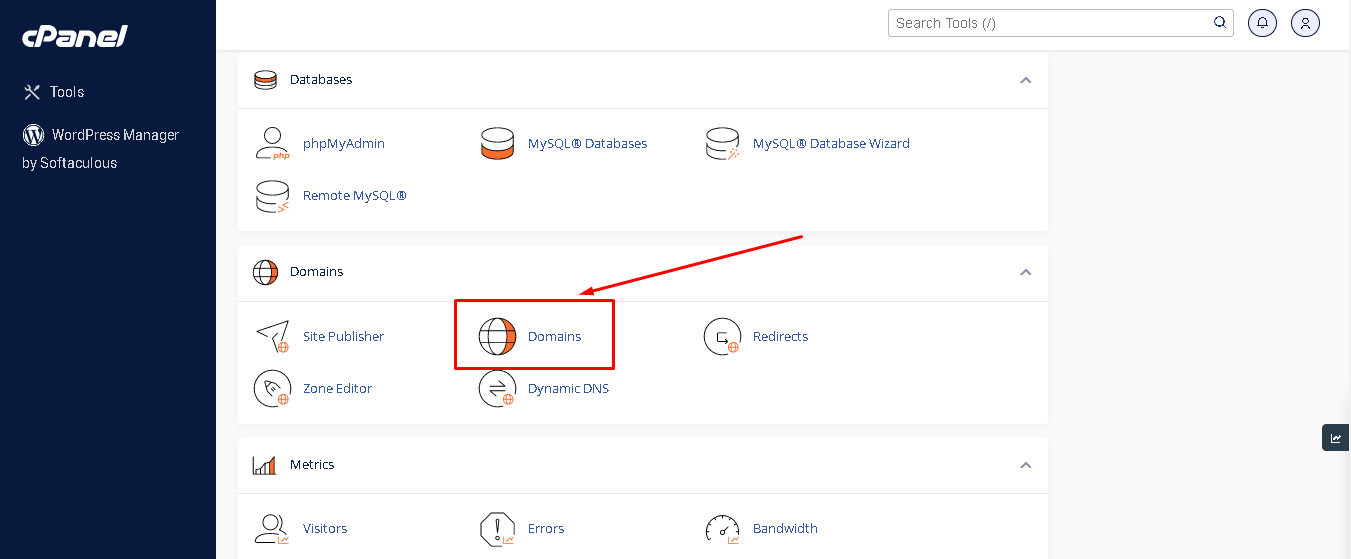 cPanel
Search Tools (/)
Tools
WordPress Manager
by Softaculous
Databases
phpMyAdmin
MySQL® Databases
MySQL® Database Wizard
Remote MySQL®
Domains
Site Publisher
Domains
Redirects
Zone Editor
Dynamic DNS
Metrics
Visitors
Errors
Bandwidth